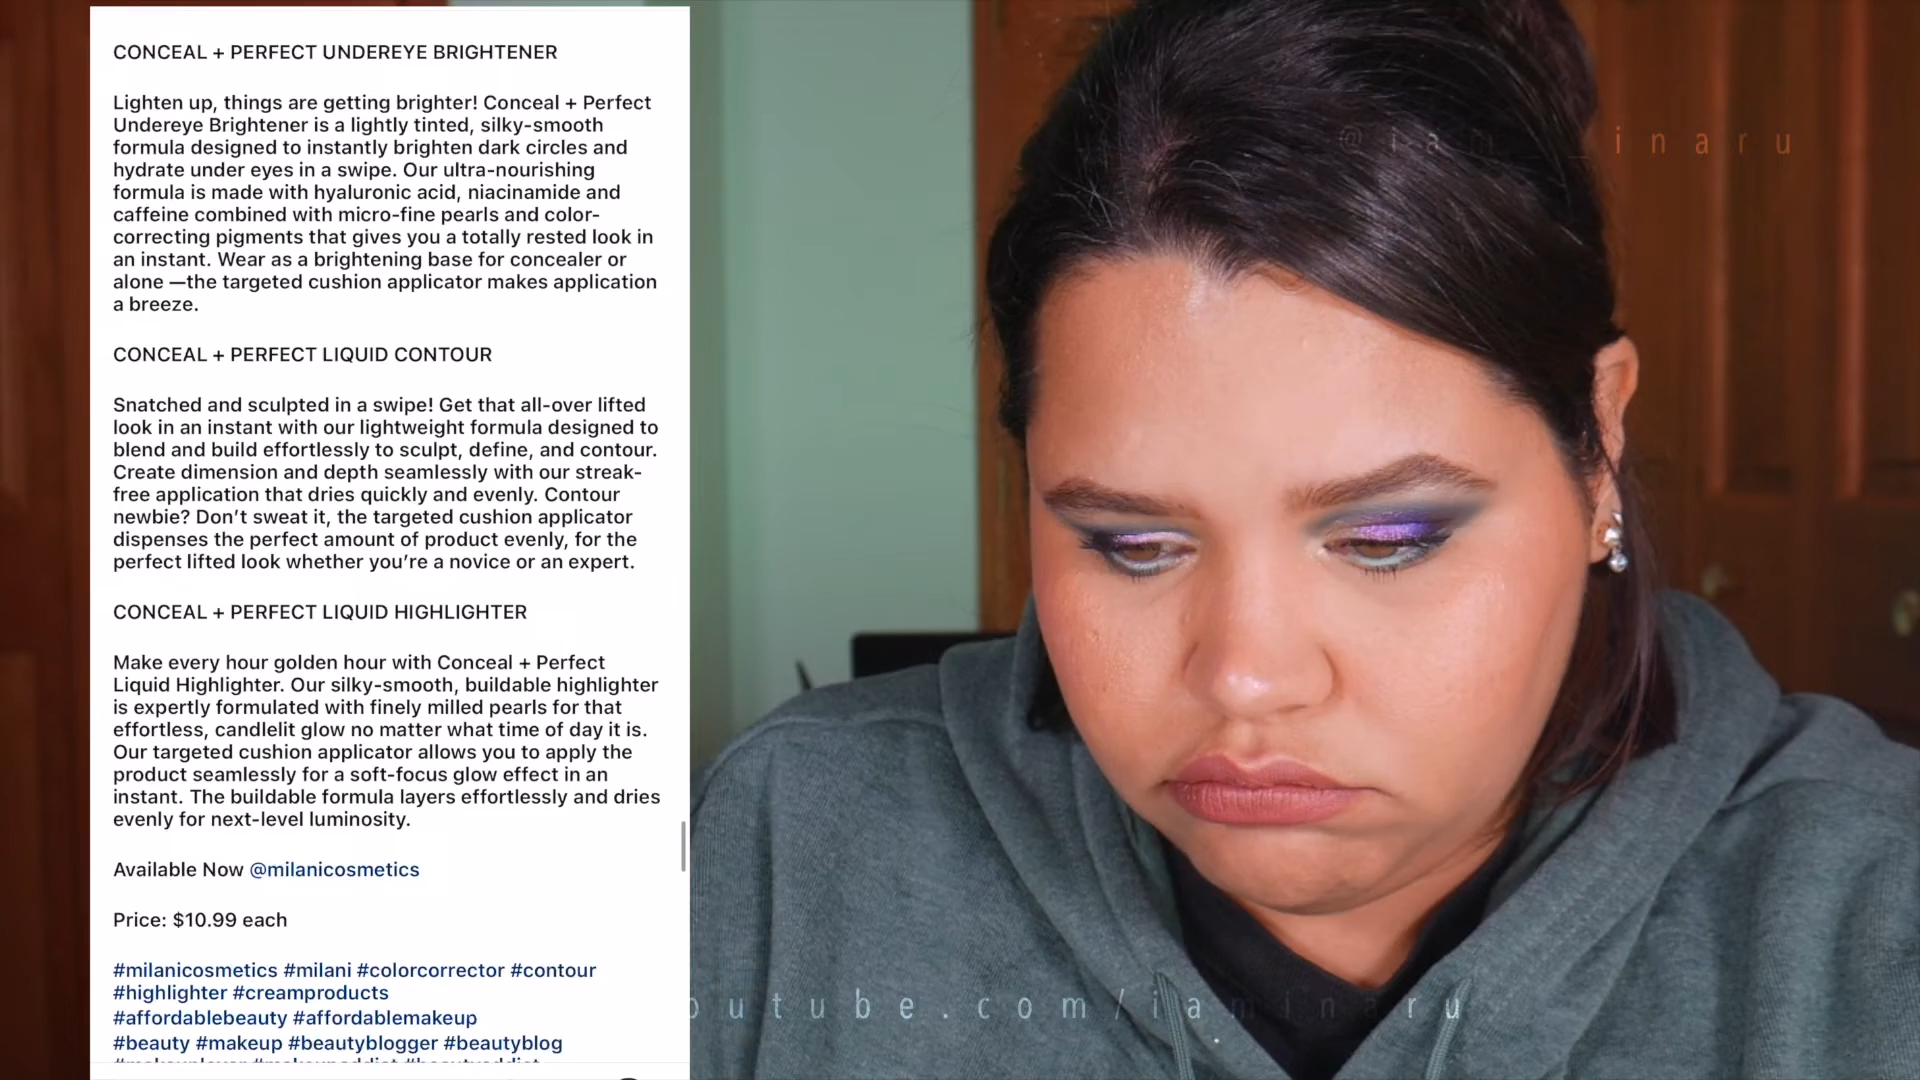 CONCEAL + PERFECT UNDEREYE BRIGHTENER
Lighten up, things are getting brighter! Conceal + Perfect
Undereye Brightener is a lightly tinted, silky-smooth
formula designed to instantly brighten dark circles and
hydrate under eyes in a swipe. Our ultra-nourishing
formula is made with hyaluronic acid, niacinamide and
caffeine combined with micro-fine pearls and color-
correcting pigments that gives you a totally rested look in
an instant. Wear as a brightening base for concealer or
alone —the targeted cushion applicator makes application
a breeze.
CONCEAL + PERFECT LIQUID CONTOUR
Snatched and sculpted in a swipe! Get that all-over lifted
look in an instant with our lightweight formula designed to
blend and build effortlessly to sculpt, define, and contour.
Create dimension and depth seamlessly with our streak-
free application that dries quickly and evenly. Contour
newbie? Don’t sweat it, the targeted cushion applicator
dispenses the perfect amount of product evenly, for the
perfect lifted look whether you’re a novice or an expert.
CONCEAL + PERFECT LIQUID HIGHLIGHTER
Make every hour golden hour with Conceal + Perfect
Liquid Highlighter. Our silky-smooth, buildable highlighter
is expertly formulated with finely milled pearls for that
effortless, candlelit glow no matter what time of day it is.
Our targeted cushion applicator allows you to apply the
product seamlessly for a soft-focus glow effect in an
instant. The buildable formula layers effortlessly and dries
evenly for next-level luminosity.
Available Now @milanicosmetics
Price: $10.99 each
#milanicosmetics #milani #colorcorrector #contour
#highlighter #creamproducts
#affordablebeauty #affordablemakeup
#beauty #makeup #beautyblogger #beautyblog
outube.com/iaminaru